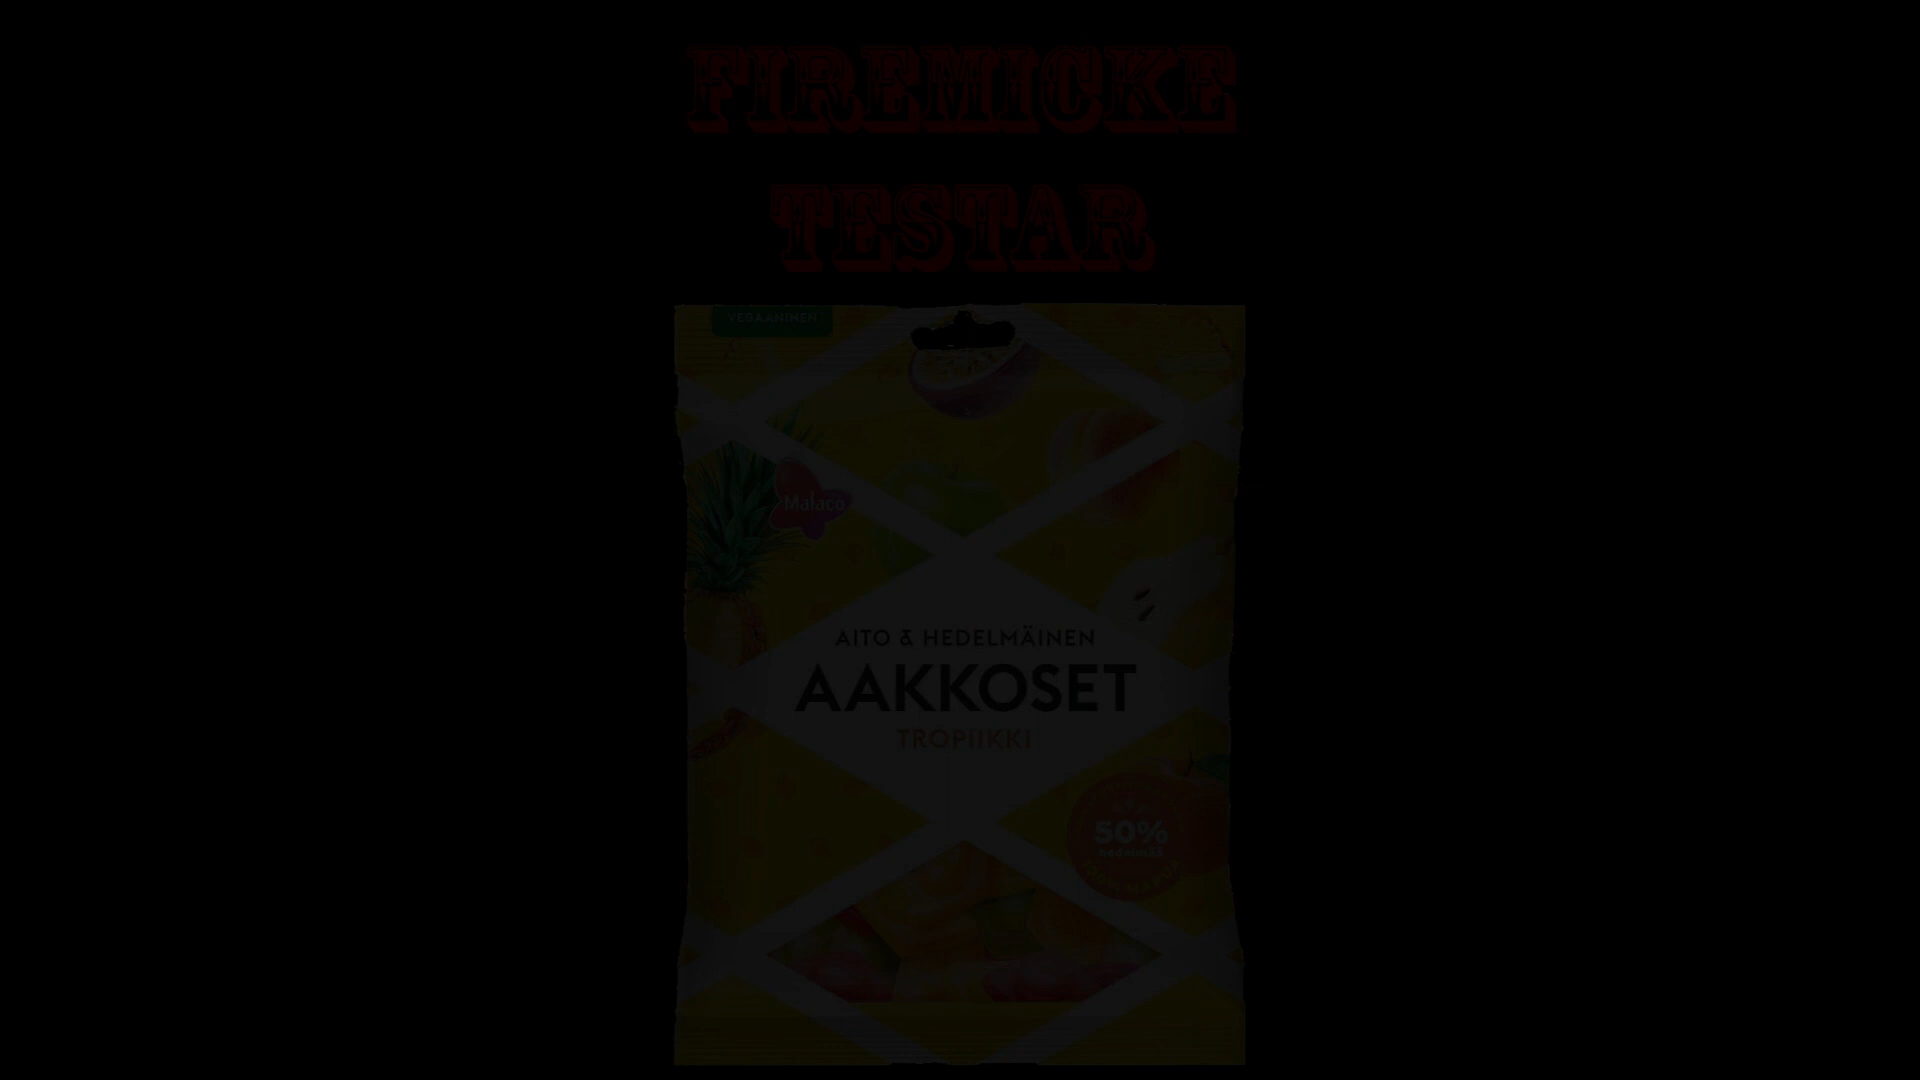 FIREMICKE
TESTAR
VEGAANINEN
Malaco
AITO & HEDELMÄINEN
AAKKOSET
TROPIIKKI
50%